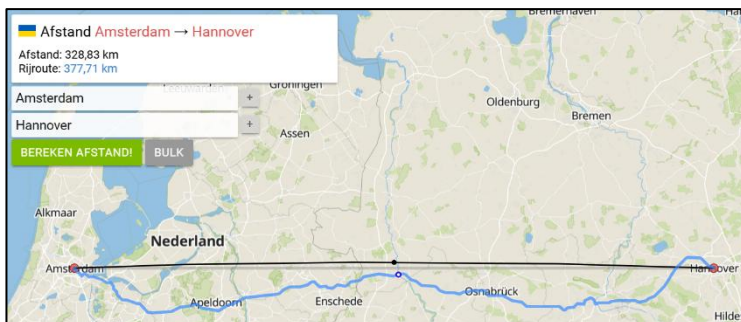 Afstand Amsterdam → Hannover
Afstand: 328,83 km
Rijroute: 377,71 km
Amsterdam +
Hannover +
BEREKEN AFSTAND! BULK
Bremerhaven
Groningen
Oldenburg
Bremen
Assen
Alkmaar
Nederland
Amsterdam
Hannover
Apeldoorn
Enschede
Osnabrück
Hilde